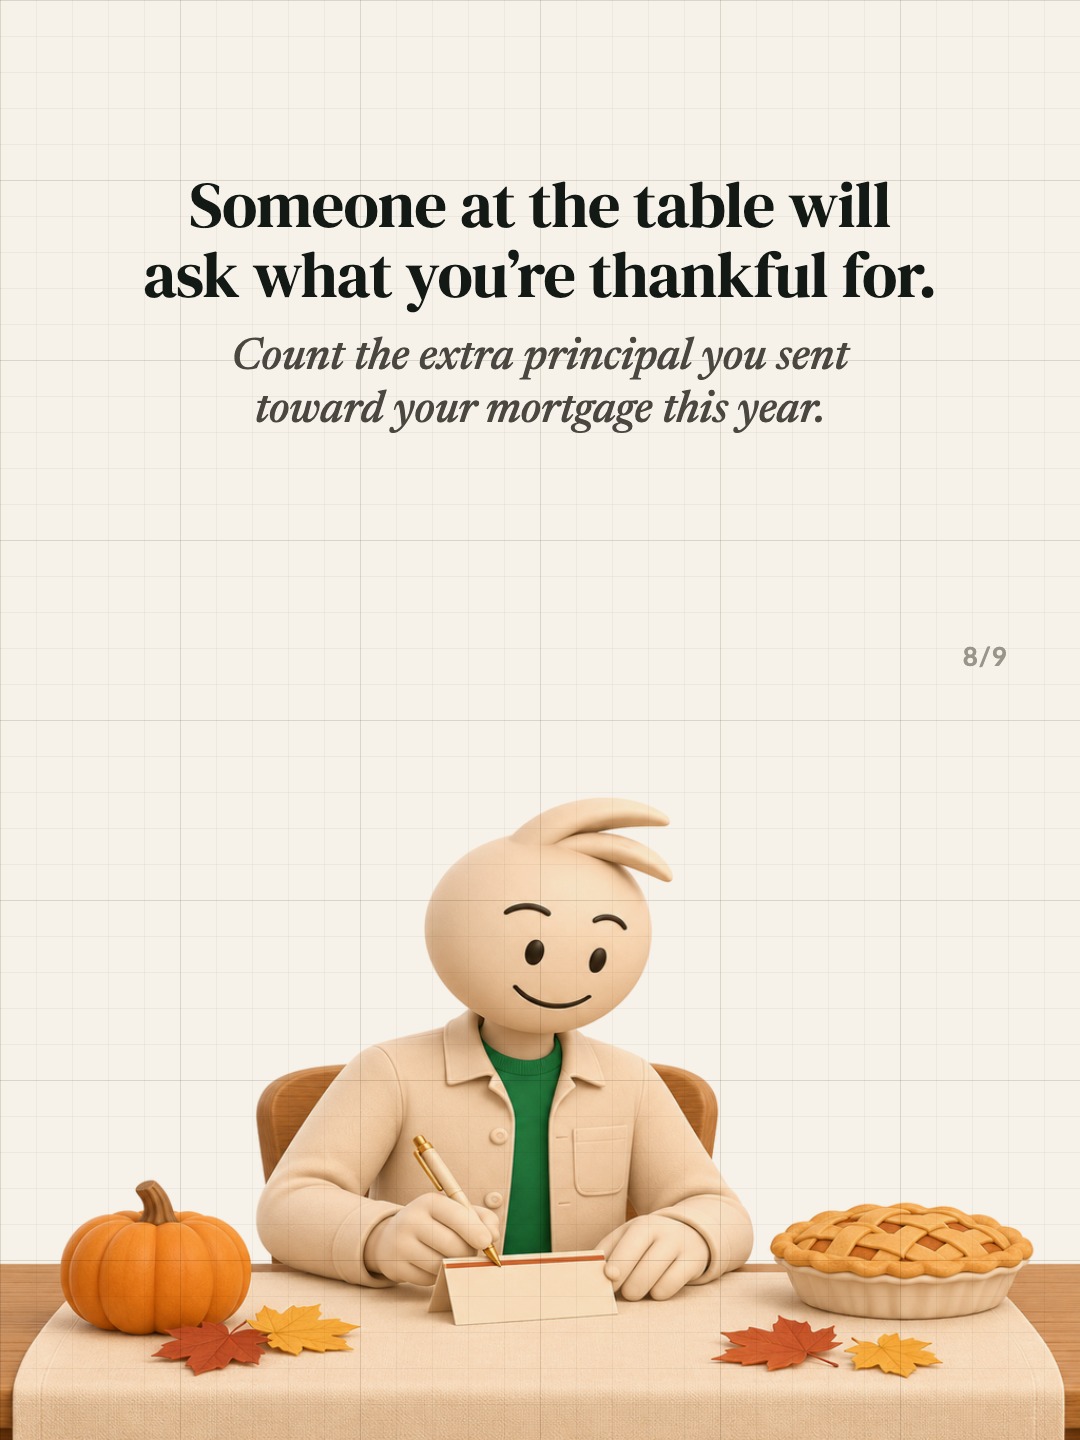 Someone at the table will
ask what you’re thankful for.
Count the extra principal you sent
toward your mortgage this year.
8/9